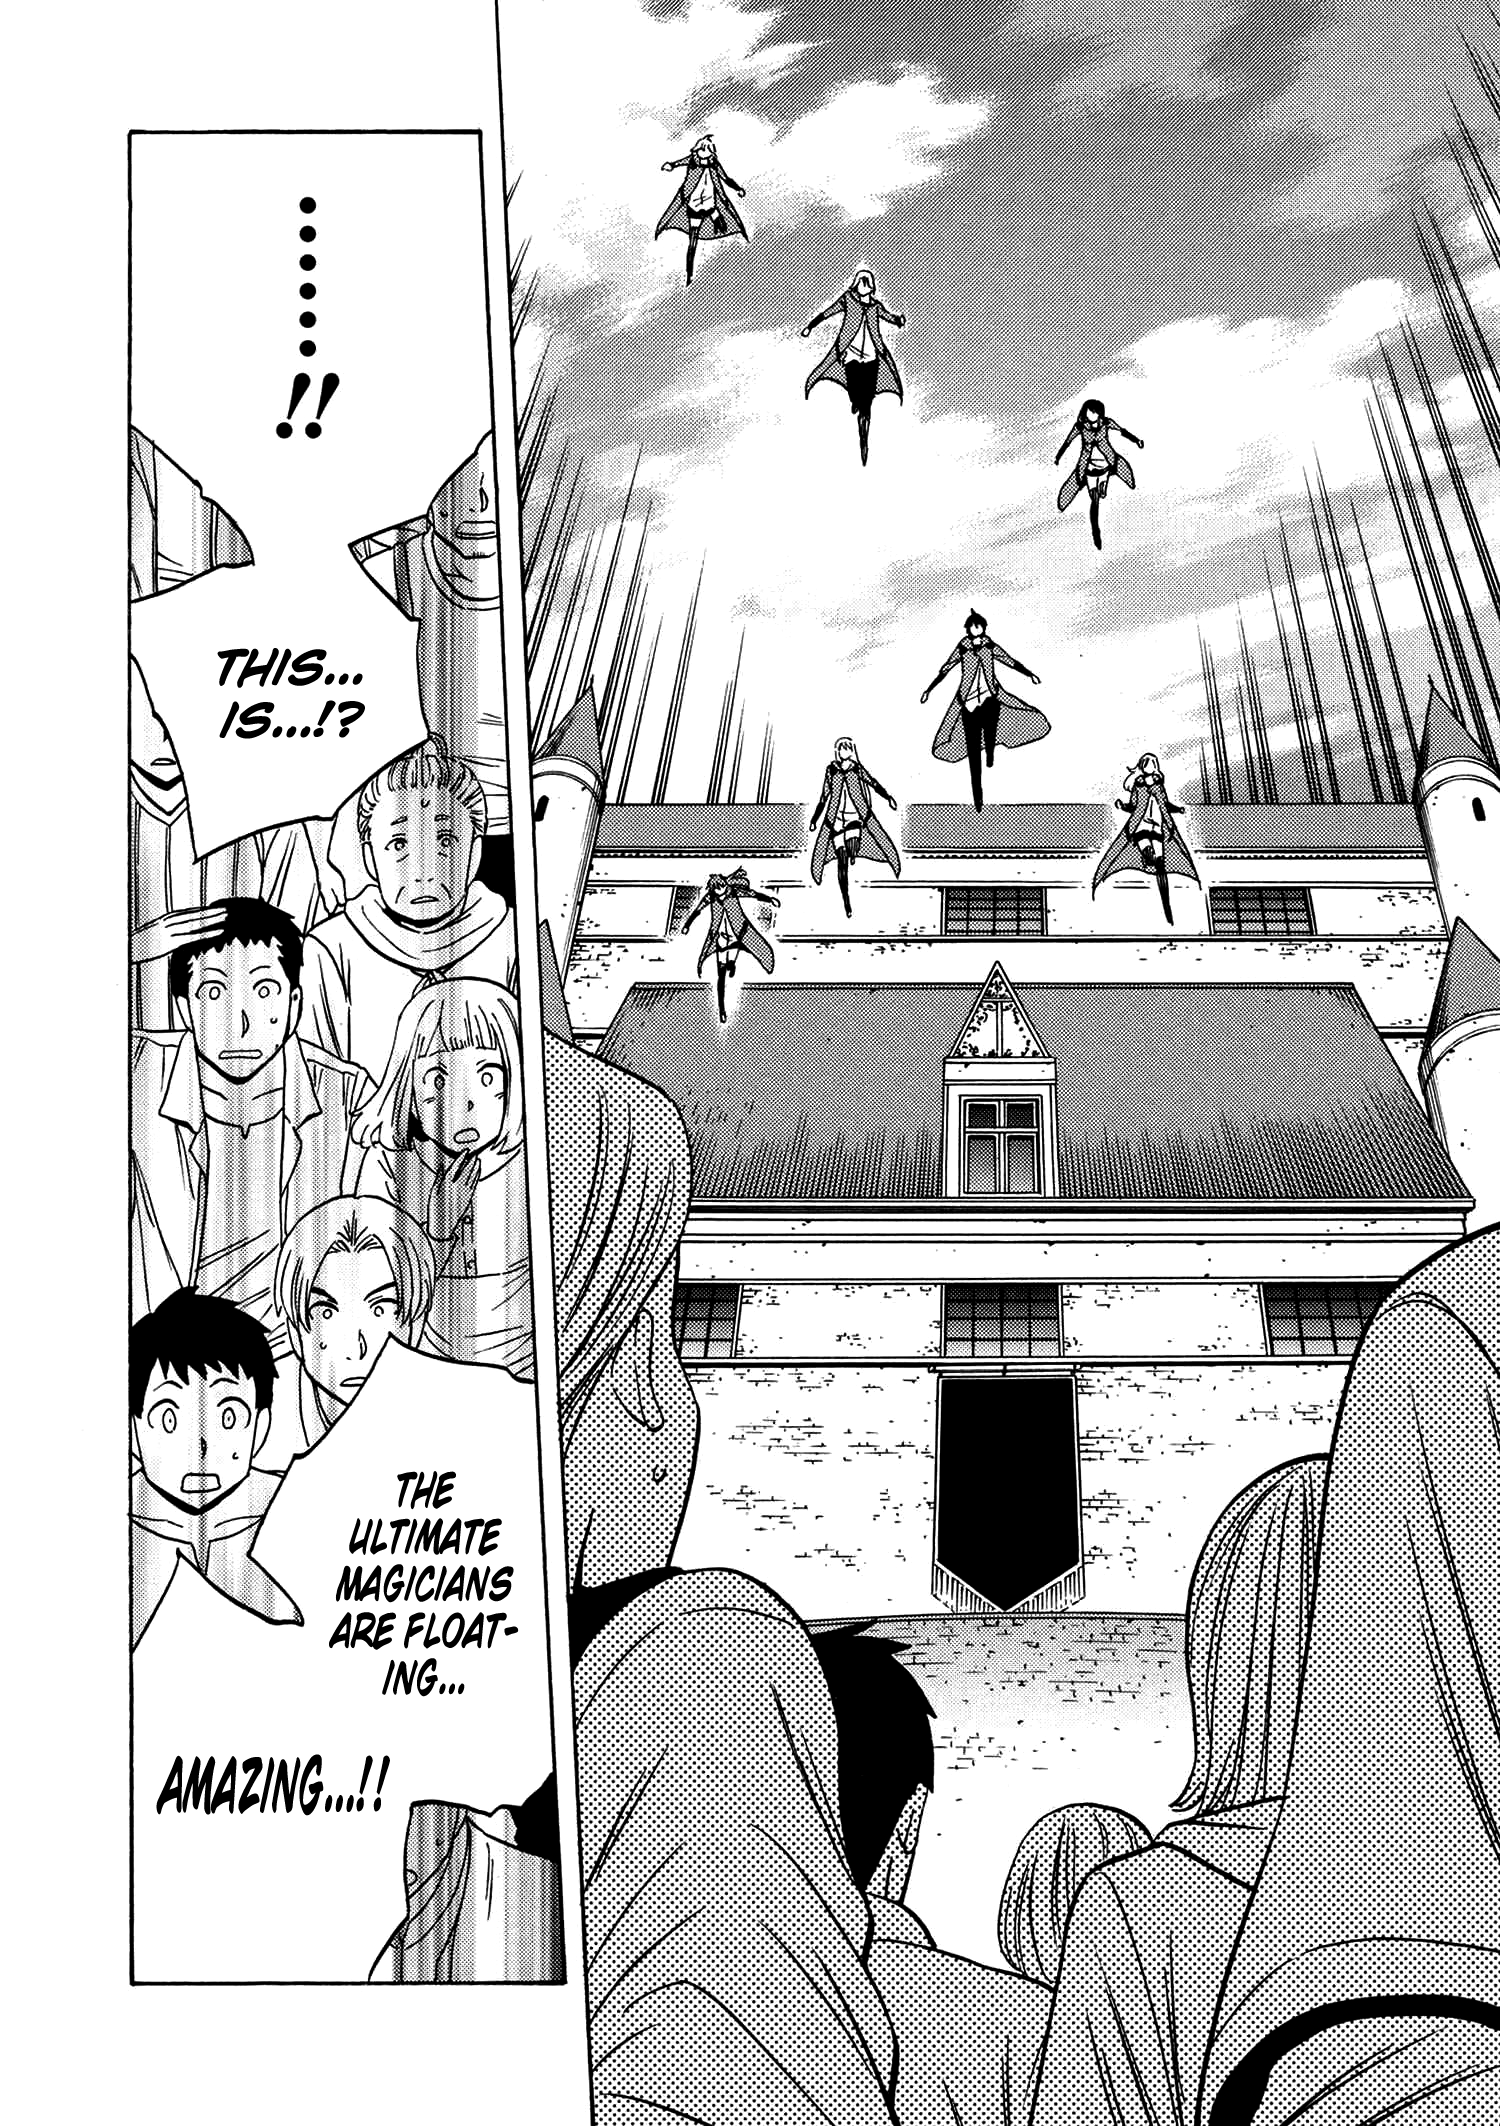 ......!!
THIS...
IS...!?
THE
ULTIMATE
MAGICIANS
ARE FLOAT-
ING...
AMAZING...!!